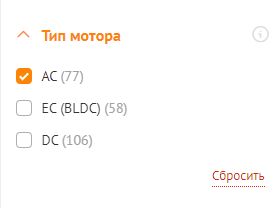 Тип мотора
AC (77)
EC (BLDC) (58)
DC (106)
Сбросить